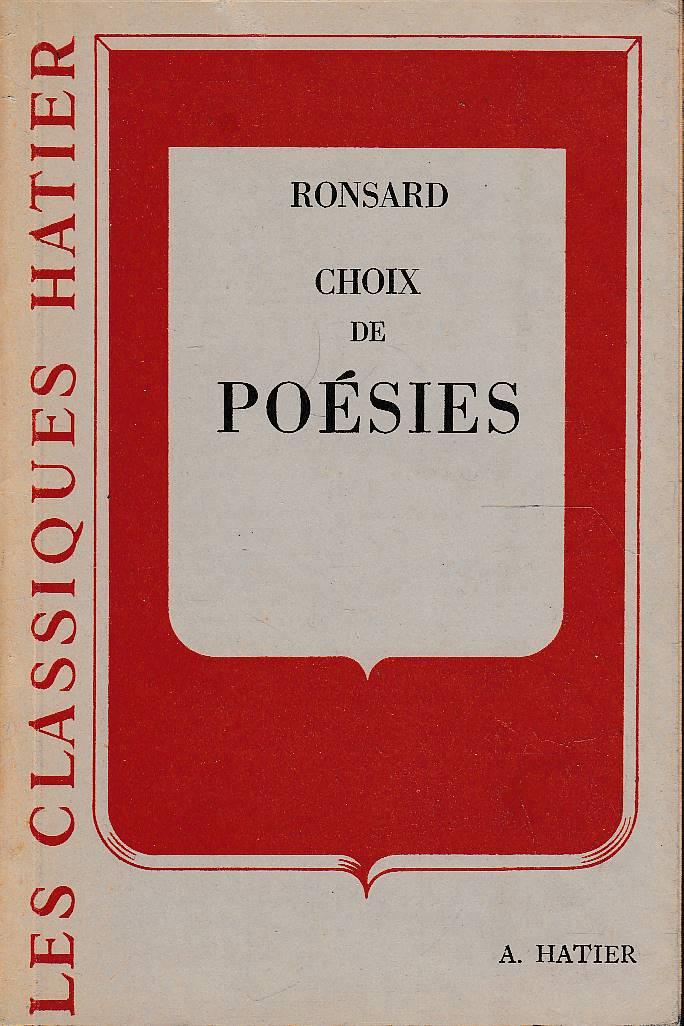 LES CLASSIQUES HATIER
RONSARD
CHOIX
DE
POÉSIES
A. HATIER